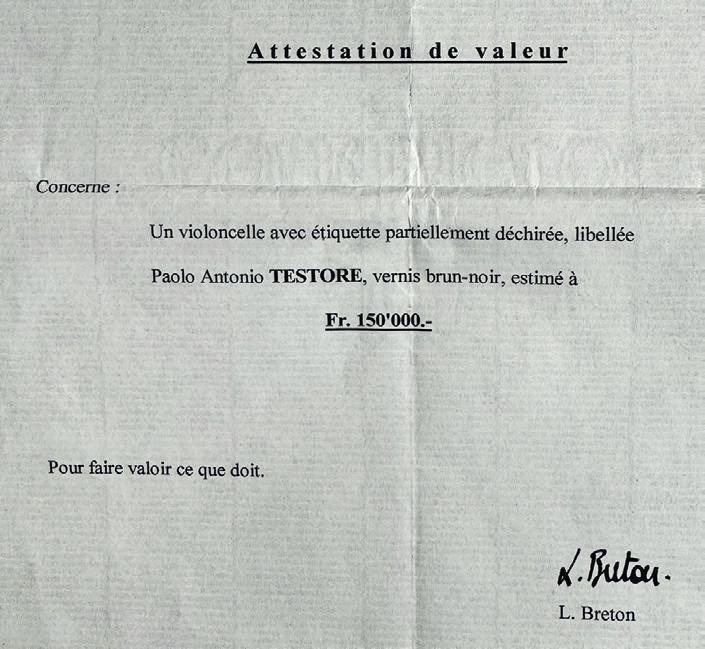 Attestation de valeur
Concerne :
Un violoncelle avec étiquette partiellement déchirée, libellée
Paolo Antonio TESTORE, vernis brun-noir, estimé à
Fr. 150'000.-
Pour faire valoir ce que doit.
L. Breton.
L. Breton